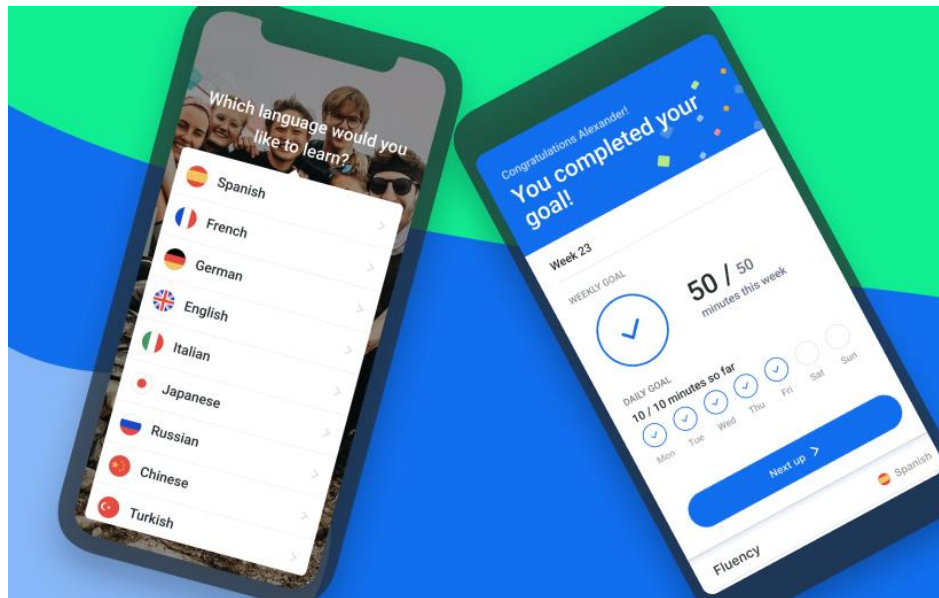 Which language would you
like to learn?
Spanish
French
German
English
Italian
Japanese
Russian
Chinese
Turkish
Congratulations Alexander!
You completed your
goal!
Week 23
WEEKLY GOAL
50 / 50
minutes this week
DAILY GOAL
10 / 10 minutes so far
Mon Tue Wed Thu Fri Sat Sun
Next up
Spanish
Fluency